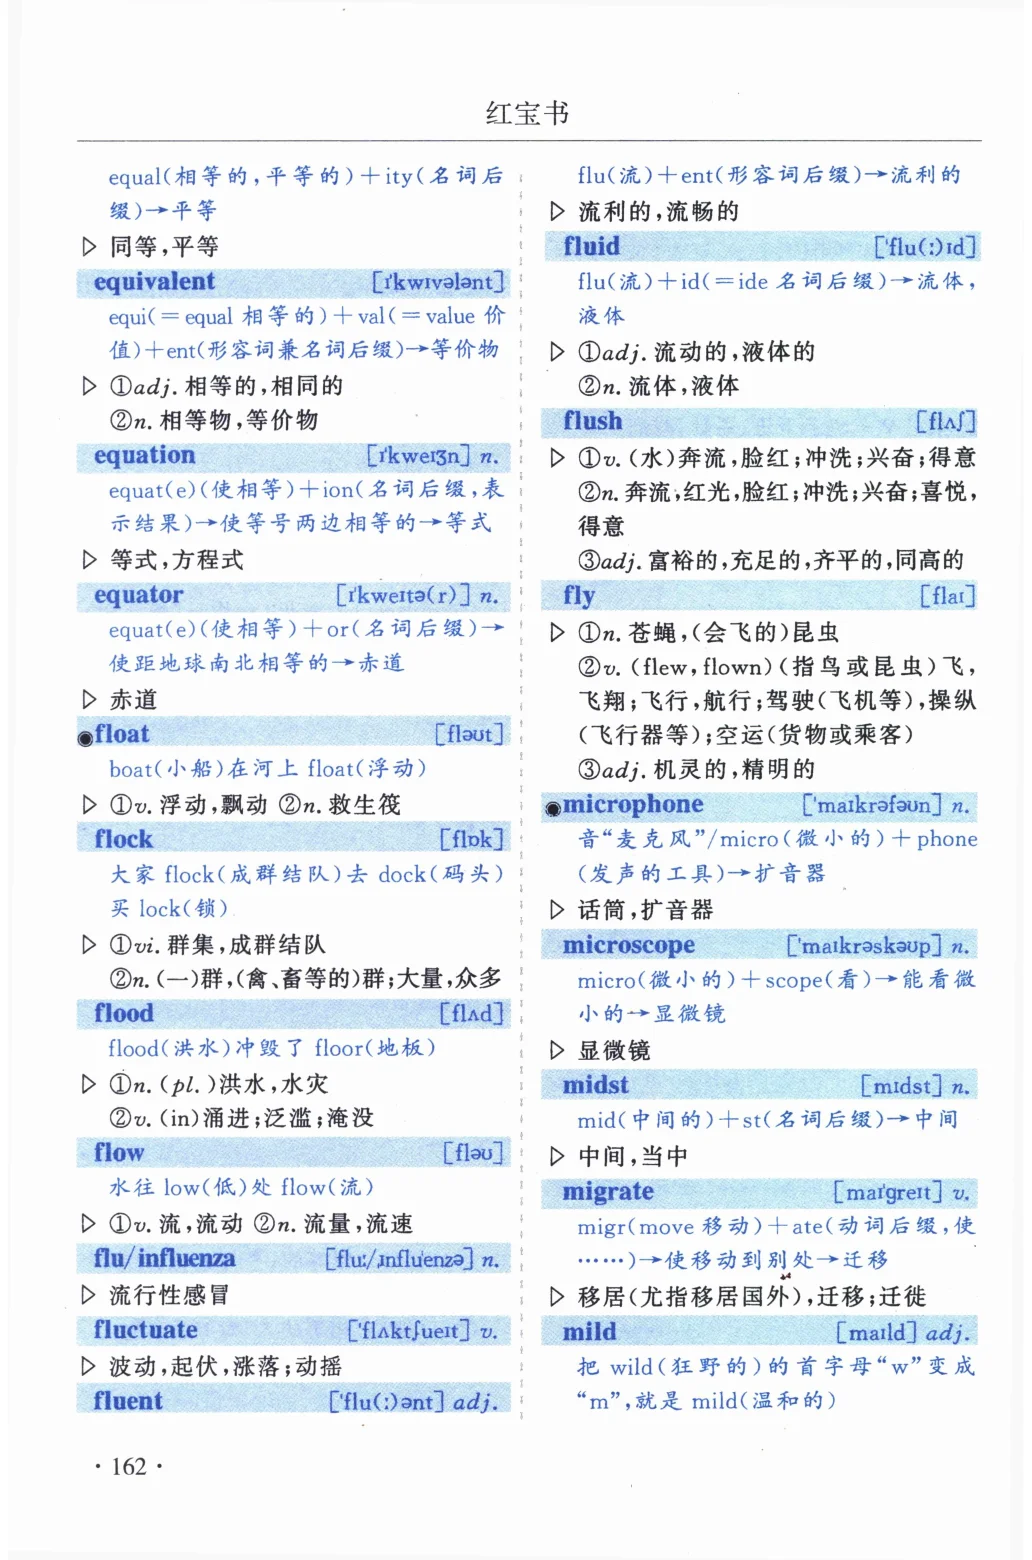 红宝书
equal(相等的,平等的)+ity(名词后
缀)→平等
▷ 同等,平等
equivalent [ɪ'kwɪvələnt]
equi(=equal 相等的)+val(=value 价
值)+ent(形容词兼名词后缀)→等价物
▷ ①adj. 相等的,相同的
②n. 相等物,等价物
equation [ɪ'kweɪʒn] n.
equat(e)(使相等)+ion(名词后缀,表
示结果)→使等号两边相等的→等式
▷ 等式,方程式
equator [ɪ'kweɪtə(r)] n.
equat(e)(使相等)+or(名词后缀)→
使距地球南北相等的→赤道
▷ 赤道
◉float [fləʊt]
boat(小船)在河上 float(浮动)
▷ ①v. 浮动,飘动 ②n. 救生筏
flock [flɒk]
大家 flock(成群结队)去 dock(码头)
买 lock(锁)
▷ ①vi. 群集,成群结队
②n. (一)群,(禽、畜等的)群;大量,众多
flood [flʌd]
flood(洪水)冲毁了 floor(地板)
▷ ①n. (pl.)洪水,水灾
②v. (in)涌进;泛滥;淹没
flow [fləʊ]
水往 low(低)处 flow(流)
▷ ①v. 流,流动 ②n. 流量,流速
flu/influenza [flu:/ˌɪnflu'enzə] n.
▷ 流行性感冒
fluctuate ['flʌktʃueɪt] v.
▷ 波动,起伏,涨落;动摇
fluent ['flu(:)ənt] adj.
flu(流)+ent(形容词后缀)→流利的
▷ 流利的,流畅的
fluid ['flu(:)ɪd]
flu(流)+id(=ide 名词后缀)→流体,
液体
▷ ①adj. 流动的,液体的
②n. 流体,液体
flush [flʌʃ]
▷ ①v. (水)奔流,脸红;冲洗;兴奋;得意
②n. 奔流,红光,脸红;冲洗;兴奋;喜悦,
得意
③adj. 富裕的,充足的,齐平的,同高的
fly [flaɪ]
▷ ①n. 苍蝇,(会飞的)昆虫
②v. (flew,flown)(指鸟或昆虫)飞,
飞翔;飞行,航行;驾驶(飞机等),操纵
(飞行器等);空运(货物或乘客)
③adj. 机灵的,精明的
◉microphone ['maɪkrəfəʊn] n.
音“麦克风”/micro(微小的)+phone
(发声的工具)→扩音器
▷ 话筒,扩音器
microscope ['maɪkrəskəʊp] n.
micro(微小的)+scope(看)→能看微
小的→显微镜
▷ 显微镜
midst [mɪdst] n.
mid(中间的)+st(名词后缀)→中间
▷ 中间,当中
migrate [maɪ'greɪt] v.
migr(move 移动)+ate(动词后缀,使
……)→使移动到别处→迁移
▷ 移居(尤指移居国外),迁移;迁徙
mild [maɪld] adj.
把 wild(狂野的)的首字母“w”变成
“m”,就是 mild(温和的)
· 162 ·